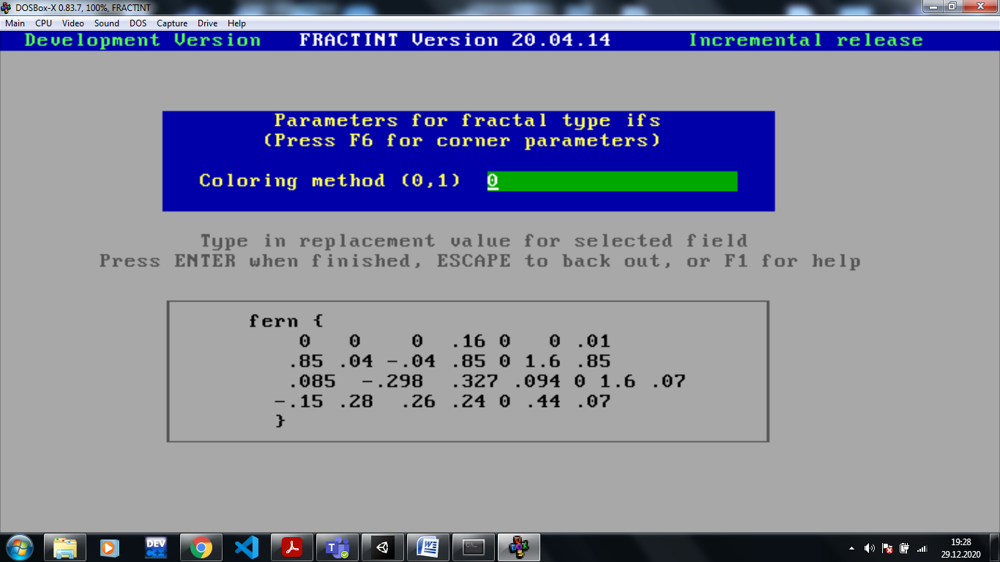 DOSBox-X 0.83.7, 100%, FRACTINT
Main CPU Video Sound DOS Capture Drive Help
Development Version FRACTINT Version 20.04.14 Incremental release
Parameters for fractal type ifs
(Press F6 for corner parameters)
Coloring method (0,1) 0
Type in replacement value for selected field
Press ENTER when finished, ESCAPE to back out, or F1 for help
fern {
0 0 0 .16 0 0 .01
.85 .04 -.04 .85 0 1.6 .85
.085 -.298 .327 .094 0 1.6 .07
-.15 .28 .26 .24 0 .44 .07
}
DEV C++
19:28
29.12.2020